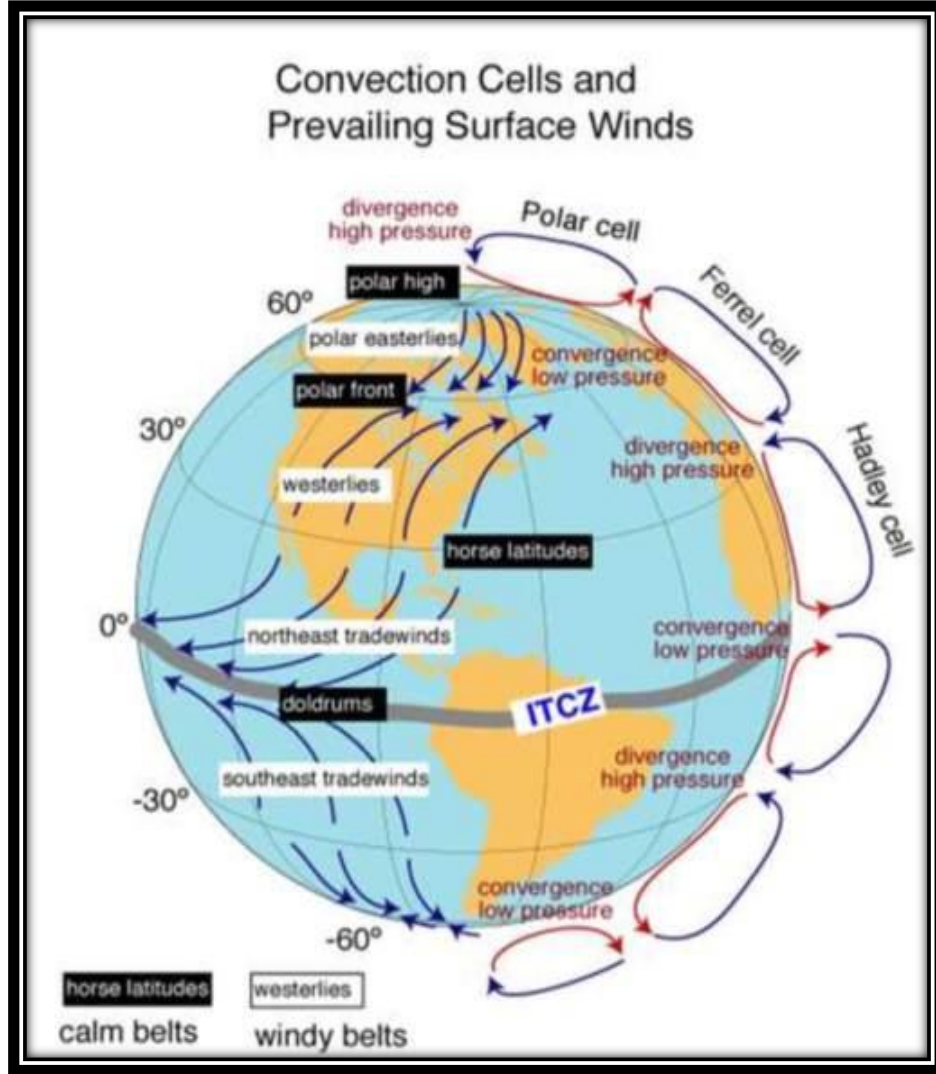 Convection Cells and
Prevailing Surface Winds
divergence
high pressure
Polar cell
polar high
60º
Ferrel cell
polar easterlies
convergence
low pressure
polar front
30º
divergence
high pressure
Hadley cell
westerlies
horse latitudes
0º
northeast tradewinds
convergence
low pressure
doldrums
ITCZ
divergence
high pressure
southeast tradewinds
-30º
convergence
low pressure
-60º
horse latitudes
westerlies
calm belts
windy belts